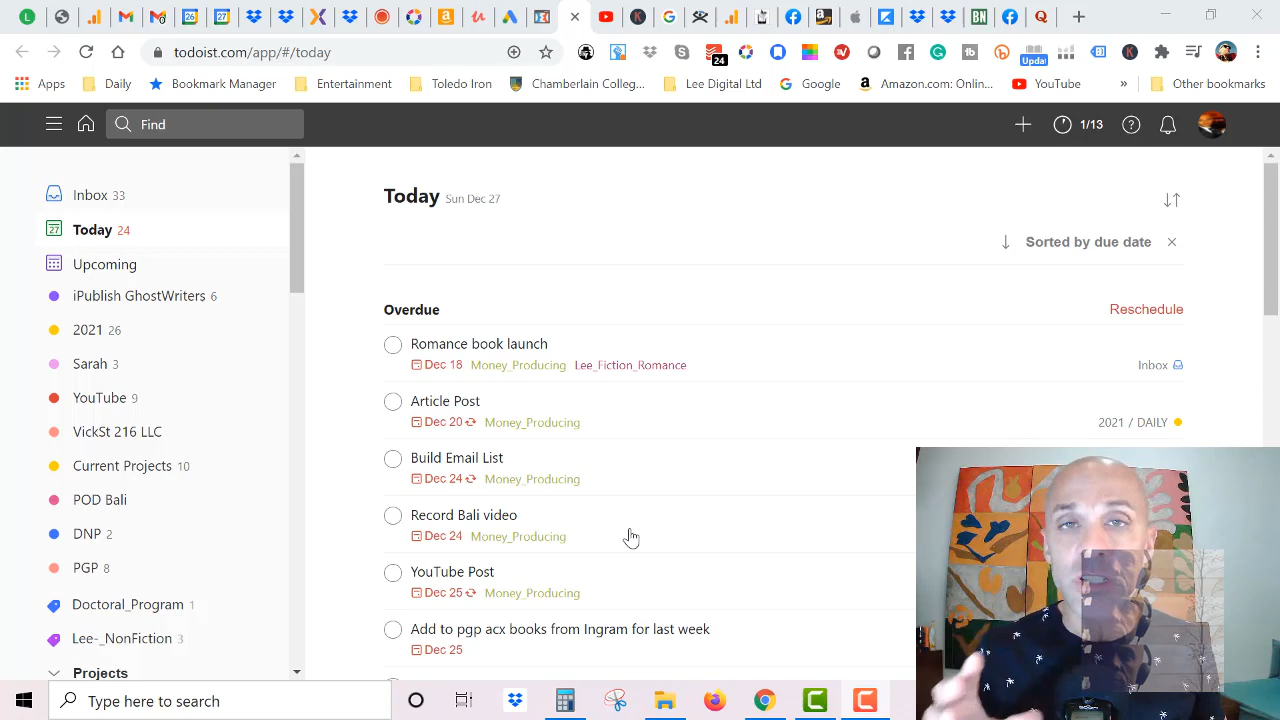 todoist.com/app/#/today
24
Upda
Apps
Daily
Bookmark Manager
Entertainment
Toledo Iron
Chamberlain Colleg...
Lee Digital Ltd
Google
Amazon.com: Onlin...
YouTube
»
Other bookmarks
Find
1/13
Inbox 33
Today 24
Upcoming
iPublish GhostWriters 6
2021 26
Sarah 3
YouTube 9
VickSt 216 LLC
Current Projects 10
POD Bali
DNP 2
PGP 8
Doctoral_Program 1
Lee-_NonFiction 3
Projects
Today Sun Dec 27
Sorted by due date
Overdue
Reschedule
Romance book launch
Dec 18 Money_Producing Lee_Fiction_Romance
Inbox
Article Post
Dec 20 Money_Producing
2021 / DAILY
Build Email List
Dec 24 Money_Producing
Record Bali video
Dec 24 Money_Producing
YouTube Post
Dec 25 Money_Producing
Add to pgp acx books from Ingram for last week
Dec 25
Type here to search